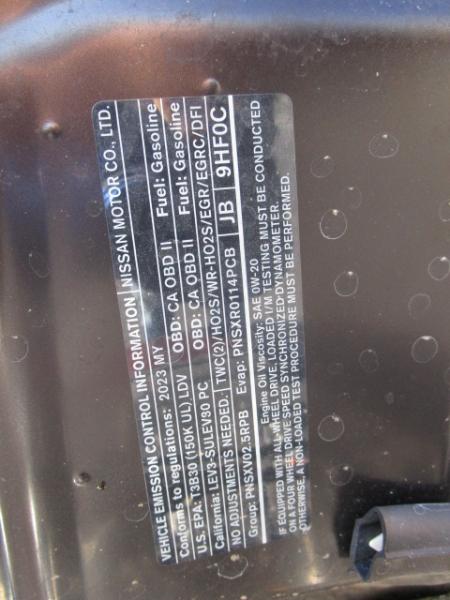 VEHICLE EMISSION CONTROL INFORMATION NISSAN MOTOR CO., LTD.
Conforms to regulations: 2023 MY
U.S. EPA: T3B30 (150K UL) LDV OBD: CA OBD II Fuel: Gasoline
California: LEV3-SULEV30 PC OBD: CA OBD II Fuel: Gasoline
NO ADJUSTMENTS NEEDED. TWC(2)/HO2S/WR-HO2S/EGR/EGRC/DFI
Group: PNSXV02.5RPB Evap: PNSXR0114PCB JB 9HF0C
Engine Oil Viscosity: SAE 0W-20
IF EQUIPPED WITH ALL-WHEEL DRIVE, LOADED I/M TESTING MUST BE CONDUCTED
ON A FOUR WHEEL DRIVE SPEED SYNCHRONIZED DYNAMOMETER.
OTHERWISE, A NON-LOADED TEST PROCEDURE MUST BE PERFORMED.